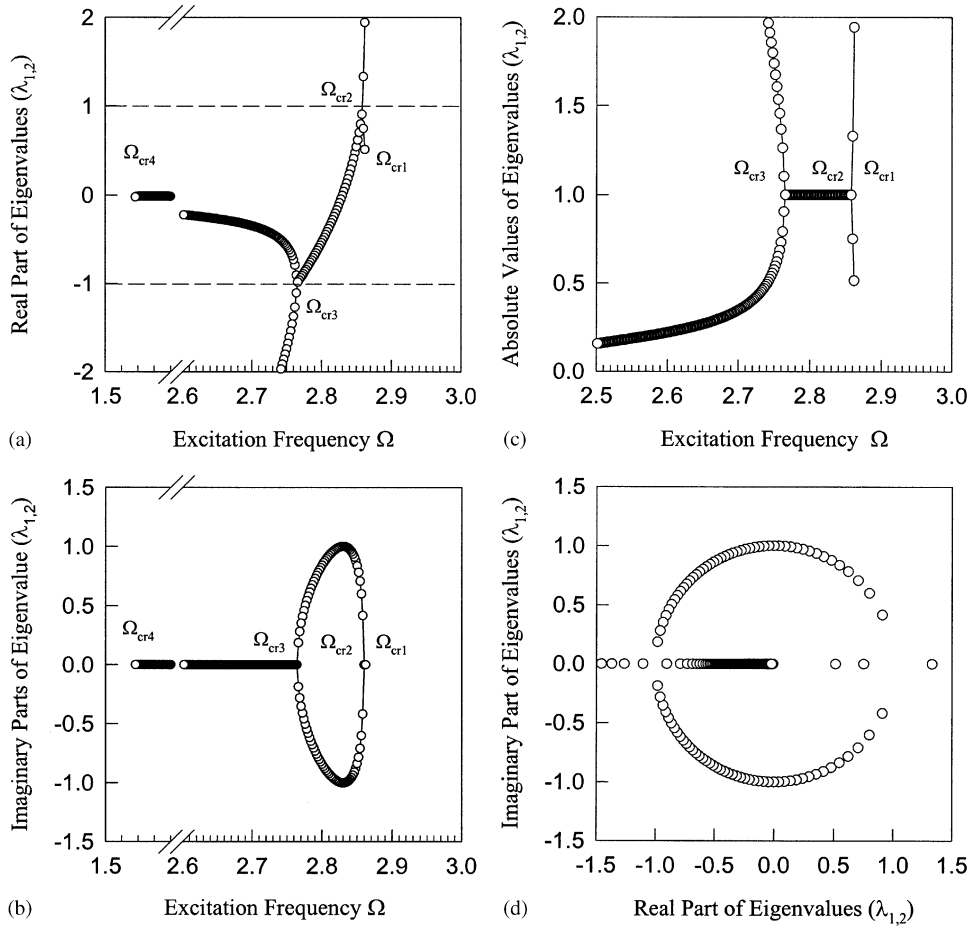 2
1
0
-1
-2
1.5
2.6
2.7
2.8
2.9
3.0
Real Part of Eigenvalues (λ1,2)
Ωcr4
Ωcr2
Ωcr1
Ωcr3
(a)
Excitation Frequency Ω
2.0
1.5
1.0
0.5
0.0
2.5
2.6
2.7
2.8
2.9
3.0
Absolute Values of Eigenvalues (λ1,2)
Ωcr3
Ωcr2
Ωcr1
(c)
Excitation Frequency Ω
1.5
1.0
0.5
0.0
-0.5
-1.0
-1.5
1.5
2.6
2.7
2.8
2.9
3.0
Imaginary Parts of Eigenvalue (λ1,2)
Ωcr4
Ωcr3
Ωcr2
Ωcr1
(b)
Excitation Frequency Ω
1.5
1.0
0.5
0.0
-0.5
-1.0
-1.5
-1.5
-1.0
-0.5
0.0
0.5
1.0
1.5
Imaginary Part of Eigenvalues (λ1,2)
(d)
Real Part of Eigenvalues (λ1,2)